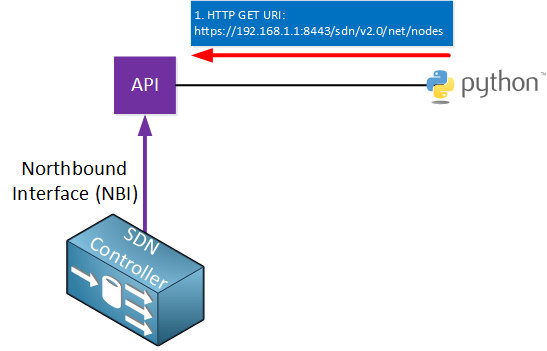 1. HTTP GET URI:
https://192.168.1.1:8443/sdn/v2.0/net/nodes
API
python™
Northbound
Interface (NBI)
SDN
Controller